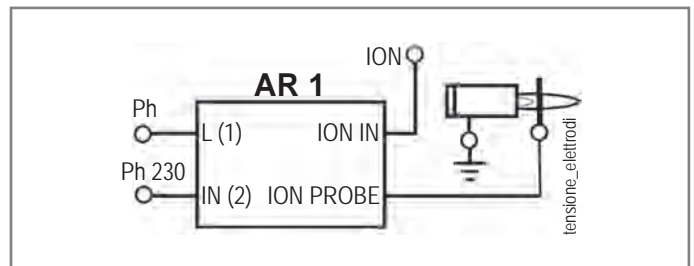 ION
AR 1
Ph
L (1) ION IN
Ph 230
IN (2) ION PROBE
tensione_elettrodi